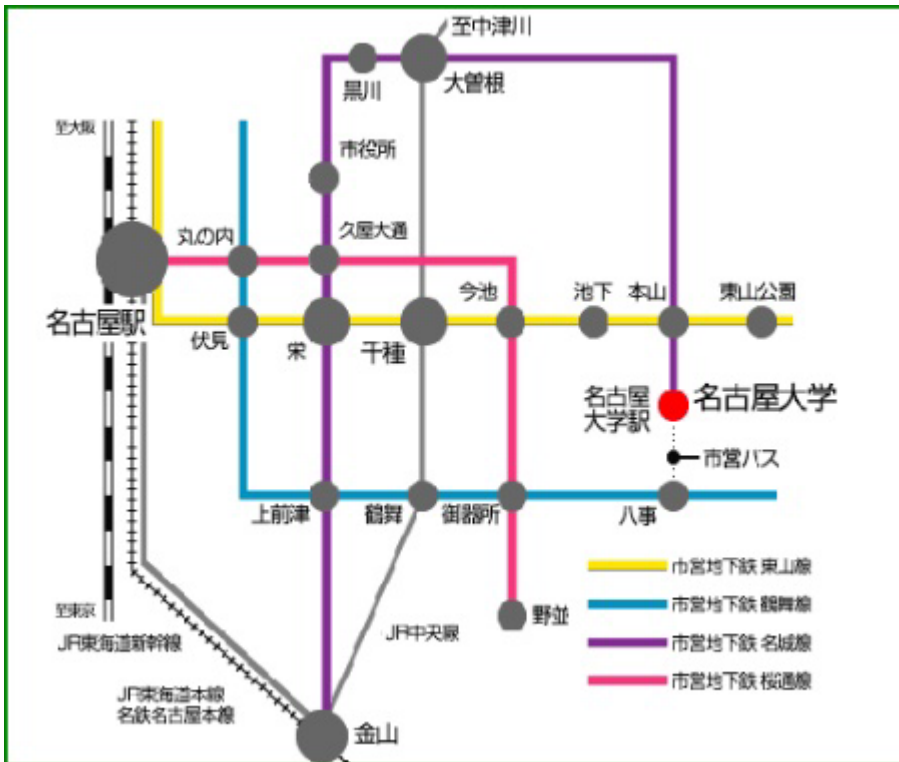 至中津川
大曽根
黒川
至大阪
市役所
丸の内
久屋大通
今池
池下
本山
東山公園
名古屋駅
伏見
栄
千種
名古屋
大学駅
名古屋大学
市営バス
上前津
鶴舞
御器所
八事
市営地下鉄 東山線
市営地下鉄 鶴舞線
市営地下鉄 名城線
市営地下鉄 桜通線
至東京
野並
JR中央線
JR東海道新幹線
JR東海道本線
名鉄名古屋本線
金山